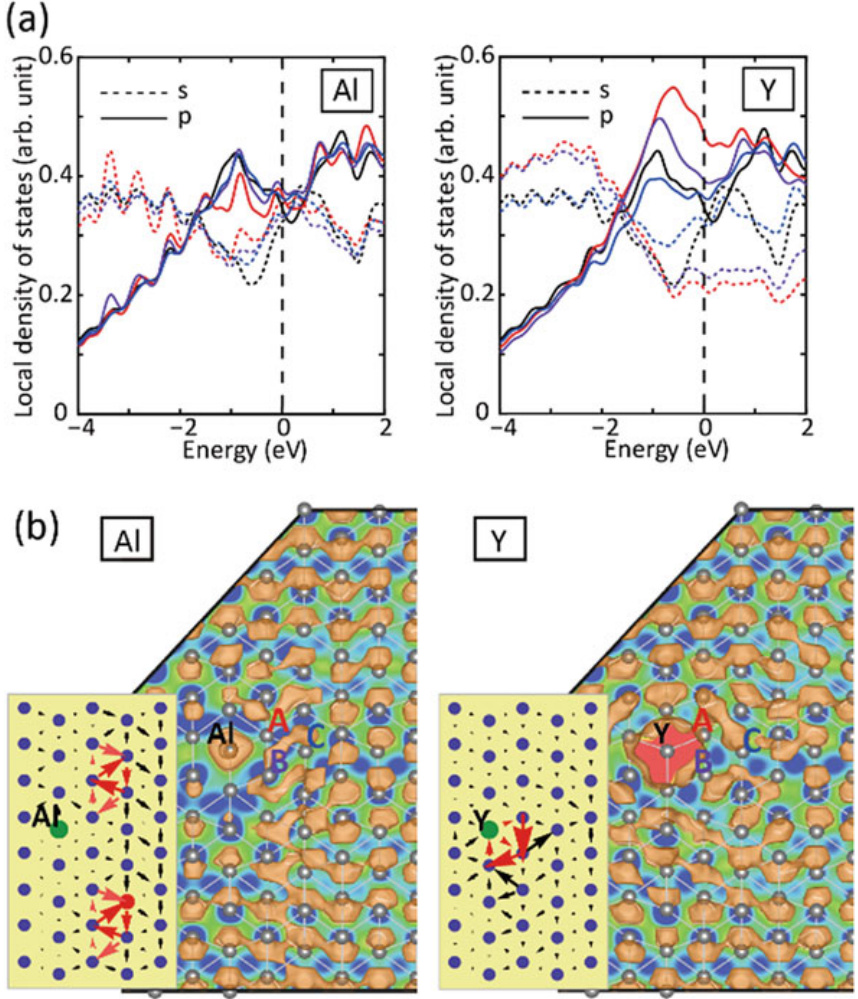 (a)
Local density of states (arb. unit)
0.6
0.4
0.2
0
s
p
Al
−4
−2
0
2
Energy (eV)
Local density of states (arb. unit)
0.6
0.4
0.2
0
s
p
Y
−4
−2
0
2
Energy (eV)
(b)
Al
Al
A
B
C
Al
Y
Y
A
B
C
Y